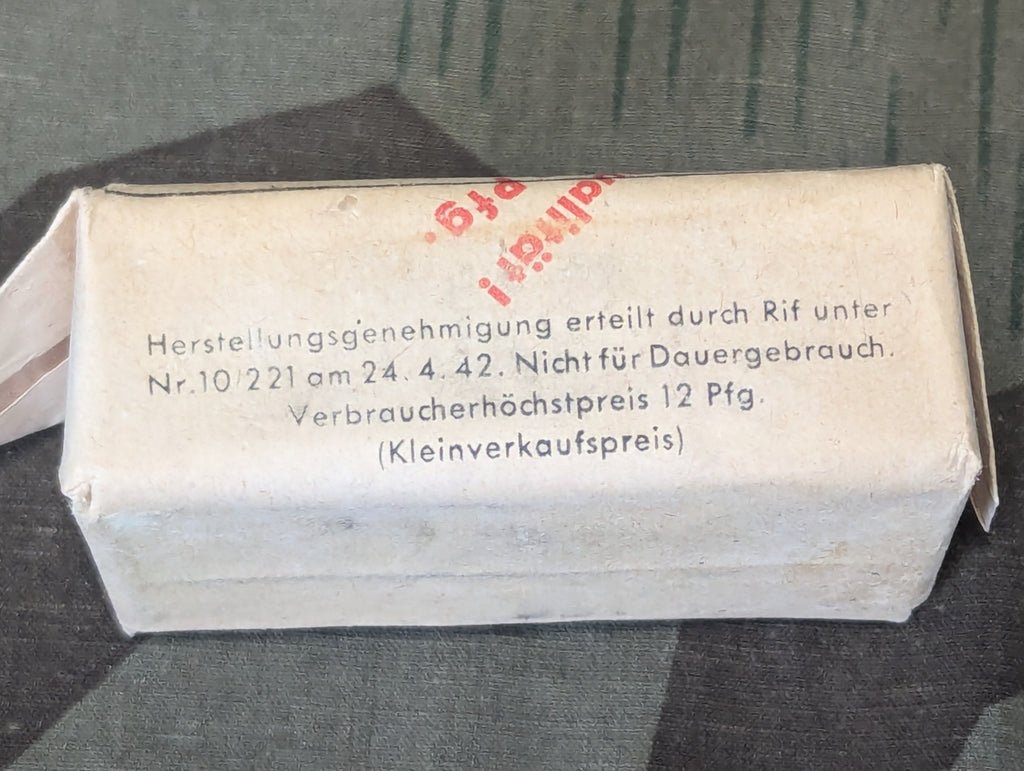 Herstellungsgenehmigung erteilt durch Rif unter
Nr. 10/221 am 24. 4. 42. Nicht für Dauergebrauch.
Verbraucherhöchstpreis 12 Pfg.
(Kleinverkaufspreis)